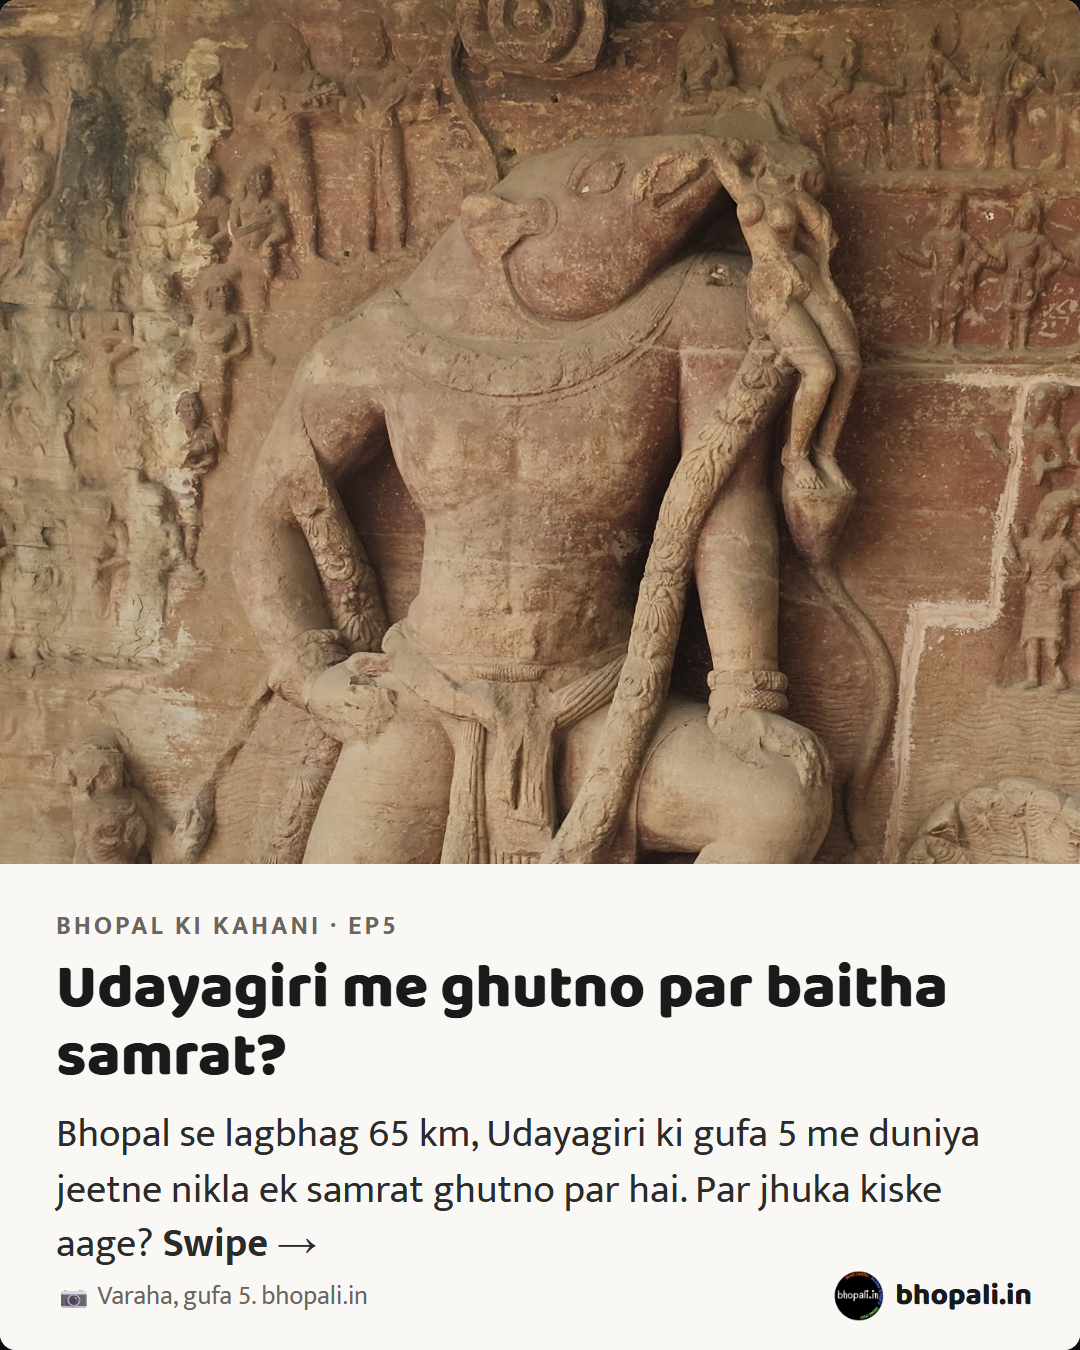 BHOPAL KI KAHANI · EP5
Udayagiri me ghutno par baitha
samrat?
Bhopal se lagbhag 65 km, Udayagiri ki gufa 5 me duniya
jeetne nikla ek samrat ghutno par hai. Par jhuka kiske
aage? Swipe →
📷 Varaha, gufa 5. bhopali.in
bhopali.in
bhopali.in